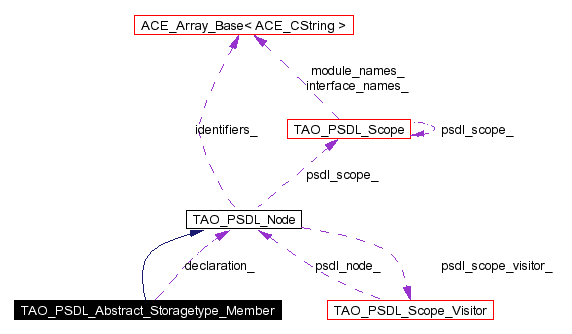 ACE_Array_Base< ACE_CString >
module_names_
interface_names_
identifiers_
TAO_PSDL_Scope
psdl_scope_
psdl_scope_
TAO_PSDL_Node
declaration_
psdl_node_
psdl_scope_visitor_
TAO_PSDL_Abstract_Storagetype_Member
TAO_PSDL_Scope_Visitor